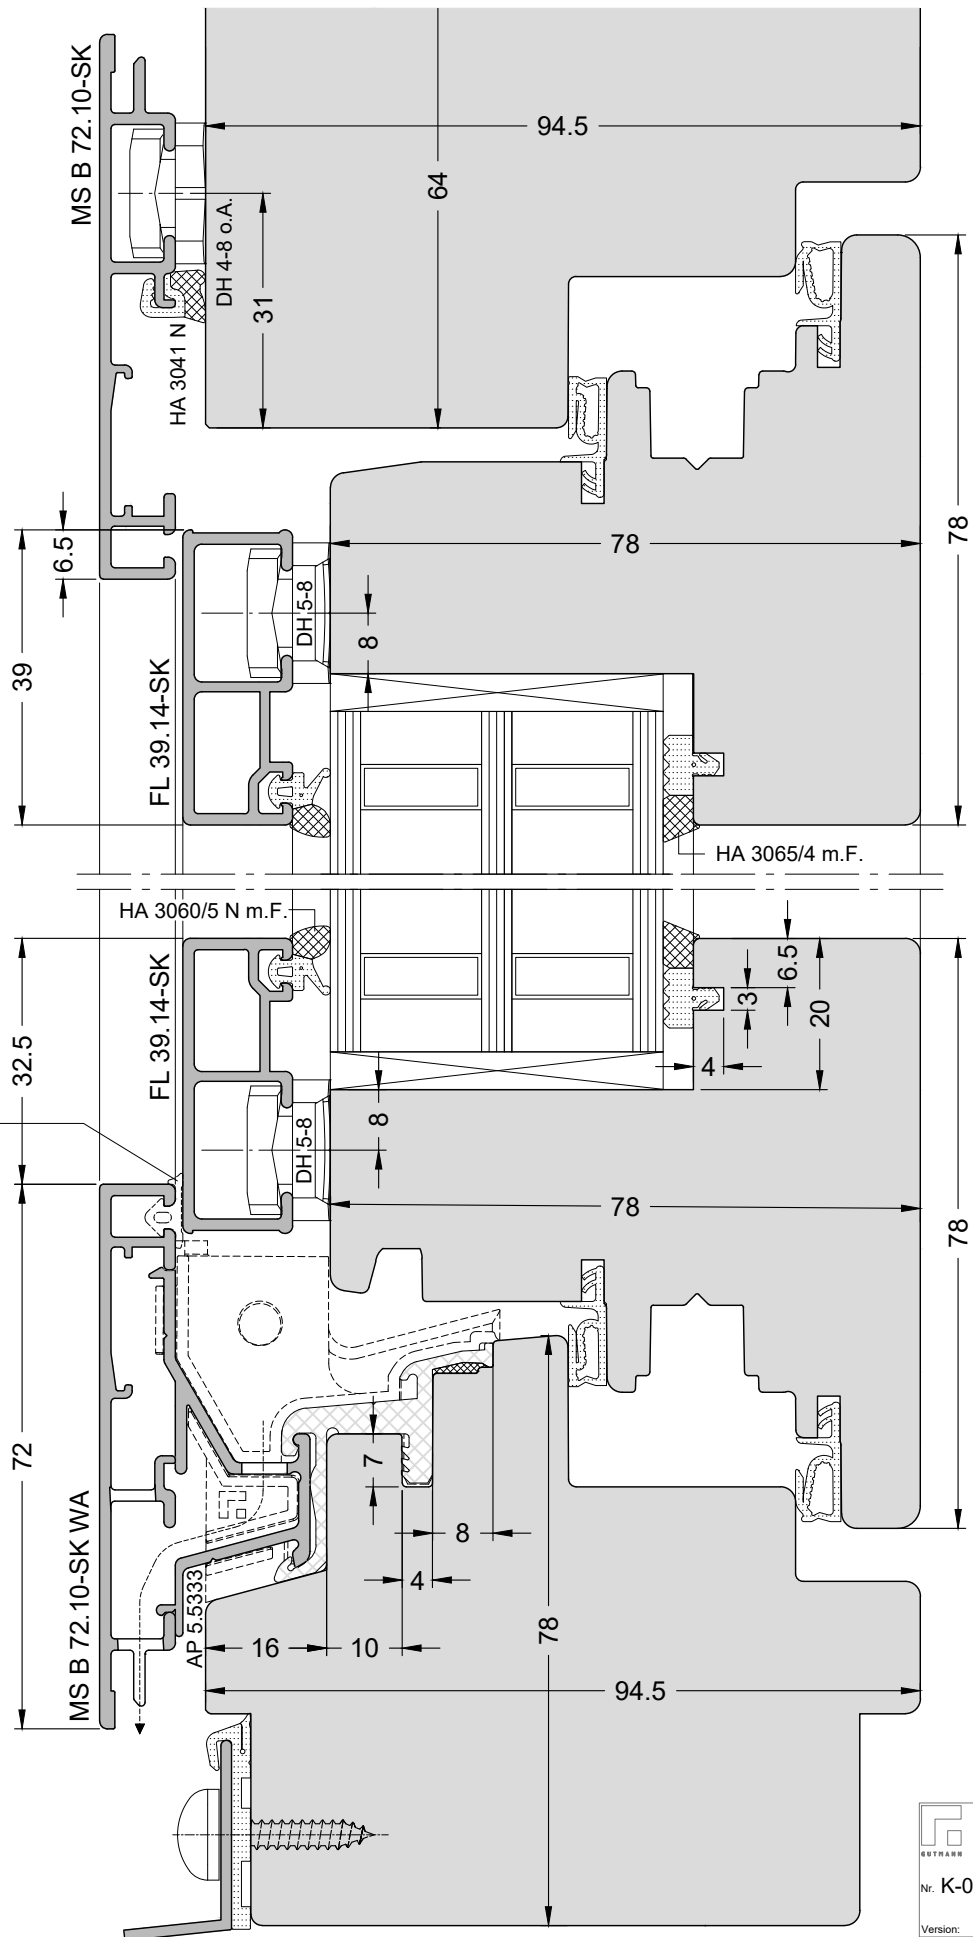 MS B 72.10-SK
94.5
64
DH 4-8 o.A.
31
HA 3041 N
78
6.5
78
39
DH 5-8
8
FL 39.14-SK
HA 3065/4 m.F.
HA 3060/5 N m.F.
6.5
3
20
4
32.5
FL 39.14-SK
8
DH 5-8
78
78
72
7
8
4
MS B 72.10-SK WA
AP 5.5333
16
10
78
94.5
GUTMANN
Nr. K-0
Version: